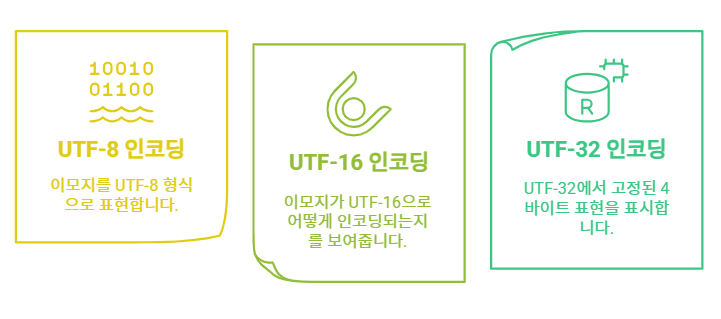 10010
01100
UTF-8 인코딩
이모지를 UTF-8 형식
으로 표현합니다.
UTF-16 인코딩
이모지가 UTF-16으로
어떻게 인코딩되는지
를 보여줍니다.
R
UTF-32 인코딩
UTF-32에서 고정된 4
바이트 표현을 표시합
니다.